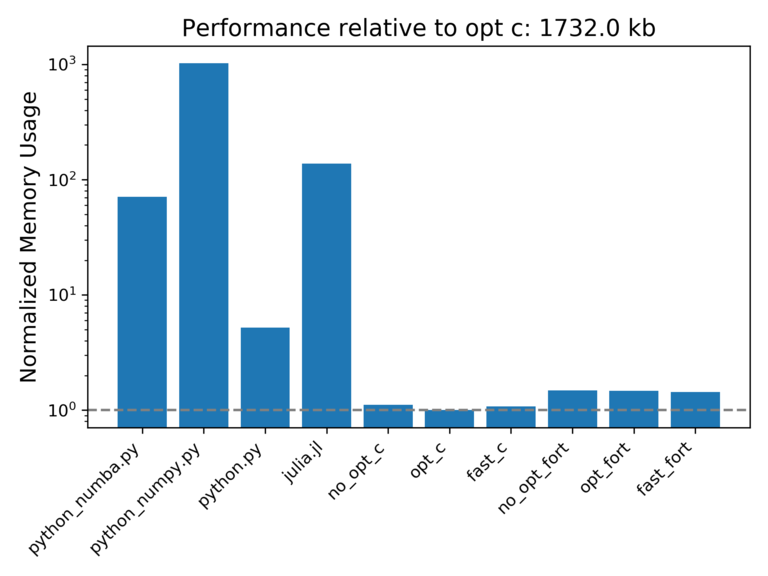 Performance relative to opt c: 1732.0 kb
Normalized Memory Usage
10³
10²
10¹
10⁰
python_numba.py
python_numpy.py
python.py
julia.jl
no_opt_c
opt_c
fast_c
no_opt_fort
opt_fort
fast_fort